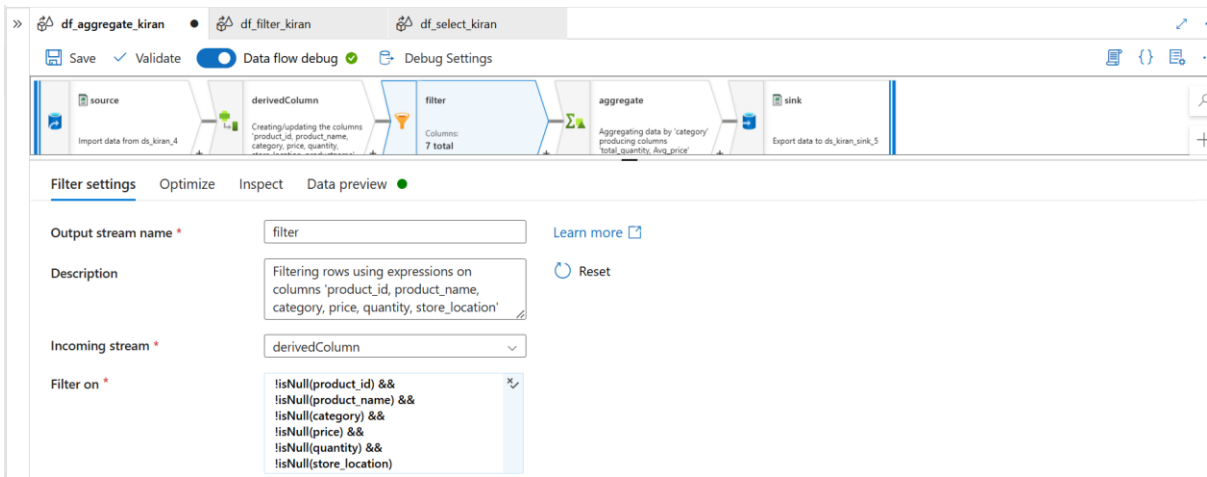 »
df_aggregate_kiran
df_filter_kiran
df_select_kiran
Save
Validate
Data flow debug
Debug Settings
{}
source
Import data from ds_kiran_4
derivedColumn
Creating/updating the columns
'product_id, product_name,
category, price, quantity,
filter
Columns:
7 total
aggregate
Aggregating data by 'category'
producing columns
'total_quantity, Avg_price'
sink
Export data to ds_kiran_sink_5
Filter settings
Optimize
Inspect
Data preview
Output stream name *
filter
Learn more
Description
Filtering rows using expressions on
columns 'product_id, product_name,
category, price, quantity, store_location'
Reset
Incoming stream *
derivedColumn
Filter on *
!isNull(product_id) &&
!isNull(product_name) &&
!isNull(category) &&
!isNull(price) &&
!isNull(quantity) &&
!isNull(store_location)